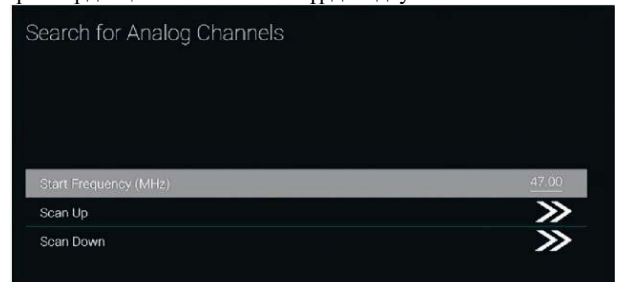 Search for Analog Channels
Start Frequency (MHz) 47.00
Scan Up
Scan Down